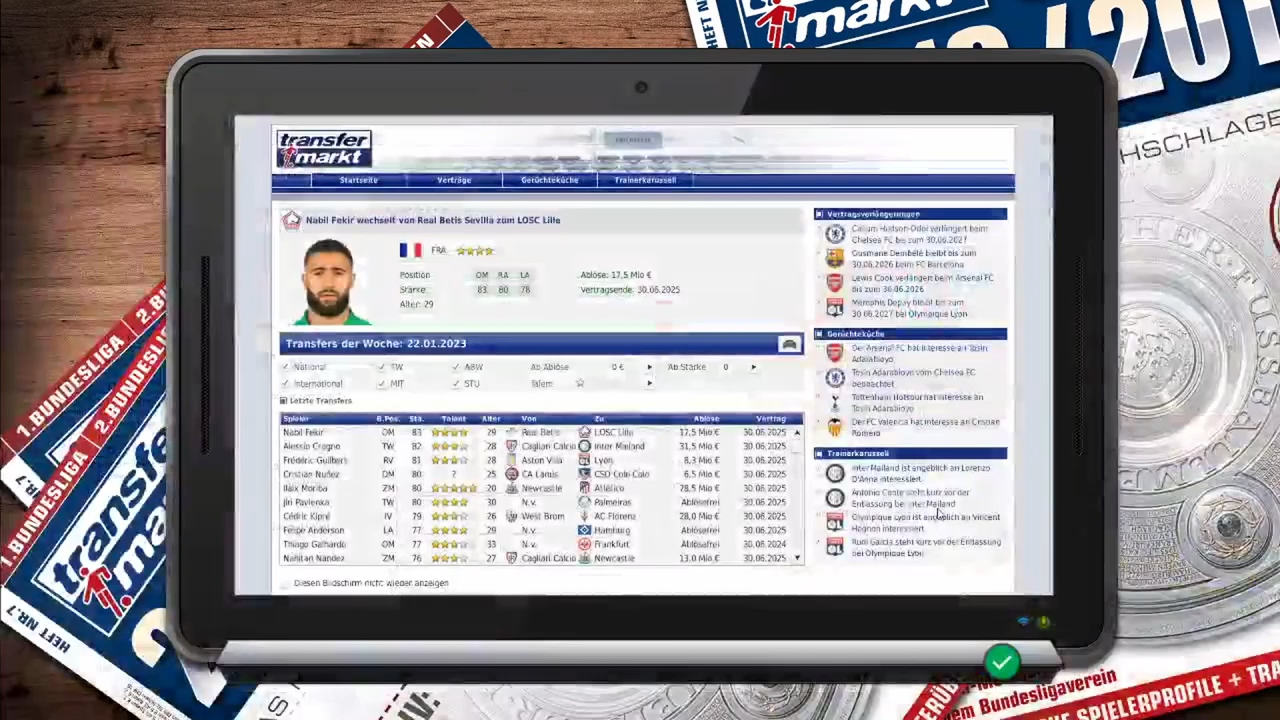 transfer
markt
Startseite
Verträge
Gerüchteküche
Trainerkarussell
Nabil Fekir wechselt von Real Betis Sevilla zum LOSC Lille
FRA
Position OM RA LA
Stärke: 83 80 78
Alter: 29
Ablöse: 17,5 Mio €
Vertragsende: 30.06.2025
Transfers der Woche: 22.01.2023
National TW ABW Ab Ablöse 0 € Ab Stärke 0
International MIT STU Talent
Letzte Transfers
Spieler B.Pos. Stä. Talent Alter Von Zu Ablöse Vertrag
Nabil Fekir OM 83 29 Real Betis LOSC Lille 17,5 Mio € 30.06.2025
Alessio Cragno TW 82 28 Cagliari Calcio Inter Mailand 31,5 Mio € 30.06.2025
Frédéric Guilbert RV 81 28 Aston Villa Lyon 8,3 Mio € 30.06.2025
Cristian Nuñez DM 80 ? 25 CA Lanús CSD Colo-Colo 6,5 Mio € 30.06.2025
Ilaix Moriba ZM 80 20 Newcastle Atlético 78,5 Mio € 30.06.2025
Jiri Pavlenka TW 80 30 N.v. Palmeiras Ablösefrei 30.06.2025
Cédric Kipré IV 79 26 West Brom AC Florenz 28,0 Mio € 30.06.2025
Felipe Anderson LA 77 29 N.v. Hamburg Ablösefrei 30.06.2025
Thiago Galhardo OM 77 33 N.v. Frankfurt Ablösefrei 30.06.2024
Nahitan Nández ZM 76 27 Cagliari Calcio Newcastle 13,0 Mio € 30.06.2025
Diesen Bildschirm nicht wieder anzeigen
Vertragsverlängerungen
Callum Hudson-Odoi verlängert beim
Chelsea FC bis zum 30.06.2027
Ousmane Dembélé bleibt bis zum
30.06.2026 beim FC Barcelona
Lewis Cook verlängert beim Arsenal FC
bis zum 30.06.2026
Memphis Depay bleibt bis zum
30.06.2027 bei Olympique Lyon
Gerüchteküche
Der Arsenal FC hat Interesse an Tosin
Adarabioyo
Tosin Adarabioyo vom Chelsea FC
beobachtet
Tottenham Hotspur hat Interesse an
Tosin Adarabioyo
Der FC Valencia hat Interesse an Cristian
Romero
Trainerkarussell
Inter Mailand ist angeblich an Lorenzo
D'Anna interessiert
Antonio Conte steht kurz vor der
Entlassung bei Inter Mailand
Olympique Lyon ist angeblich an Vincent
Hognon interessiert
Rudi Garcia steht kurz vor der Entlassung
bei Olympique Lyon
markt
/201
HSCHLAGE
1.BUNDESLIGA
2.B
1.BUNDESLIGA
2.BUNDESLIGA
transfe
ma
HEFT NR.7
em Bundesligaverein
SPIELERPROFILE + TRA